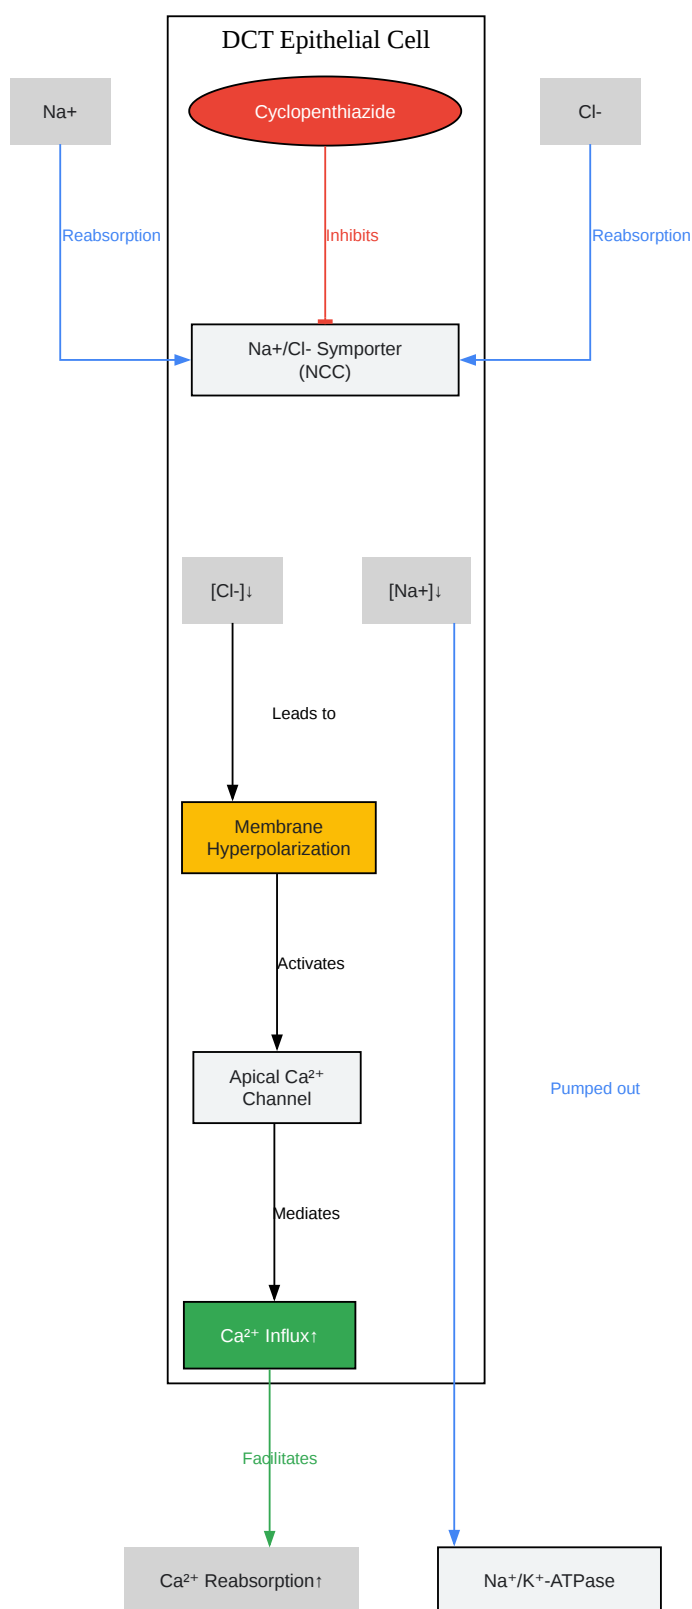 DCT Epithelial Cell
Na+
Cyclopenthiazide
Cl-
Reabsorption
Inhibits
Reabsorption
Na+/Cl- Symporter
(NCC)
[Cl-]↓
[Na+]↓
Leads to
Membrane
Hyperpolarization
Activates
Apical Ca²⁺
Channel
Pumped out
Mediates
Ca²⁺ Influx↑
Facilitates
Ca²⁺ Reabsorption↑
Na⁺/K⁺-ATPase